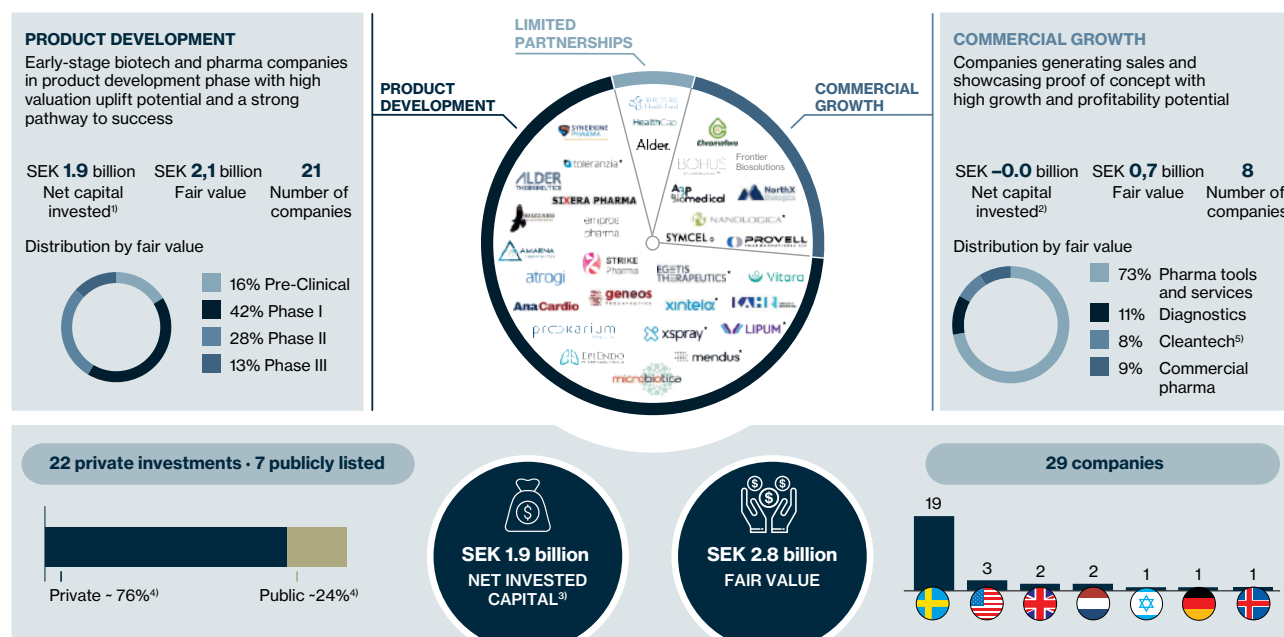 PRODUCT DEVELOPMENT
Early-stage biotech and pharma companies
in product development phase with high
valuation uplift potential and a strong
pathway to success
SEK 1.9 billion
Net capital
invested1)
SEK 2,1 billion
Fair value
21
Number of
companies
Distribution by fair value
16% Pre-Clinical
42% Phase I
28% Phase II
13% Phase III
LIMITED
PARTNERSHIPS
PRODUCT
DEVELOPMENT
COMMERCIAL
GROWTH
HealthCap
Alder.
SYNERKINE
PHARMA
Chromafora
toleranzia*
BOHUS
Frontier
Biosolutions
ALDER
THERAPEUTICS
SIXERA PHARMA
A3P
Biomedical
NorthX
Biologics
BUZZARD
empros
pharma
NANOLOGICA*
SYMCEL
PROVELL
AMARNA
STRIKE
Pharma
EGETIS
THERAPEUTICS*
Vitara
atrogi
geneos
THERAPEUTICS
AnaCardio
xintela*
KAHR
prokarium
xspray*
LIPUM*
EPIENDO
mendus*
microbiotica
COMMERCIAL GROWTH
Companies generating sales and
showcasing proof of concept with
high growth and profitability potential
SEK –0.0 billion
Net capital
invested2)
SEK 0,7 billion
Fair value
8
Number of
companies
Distribution by fair value
73% Pharma tools
and services
11% Diagnostics
8% Cleantech5)
9% Commercial
pharma
22 private investments · 7 publicly listed
Private ~ 76%4)
Public ~24%4)
SEK 1.9 billion
NET INVESTED
CAPITAL3)
SEK 2.8 billion
FAIR VALUE
29 companies
19
3
2
2
1
1
1